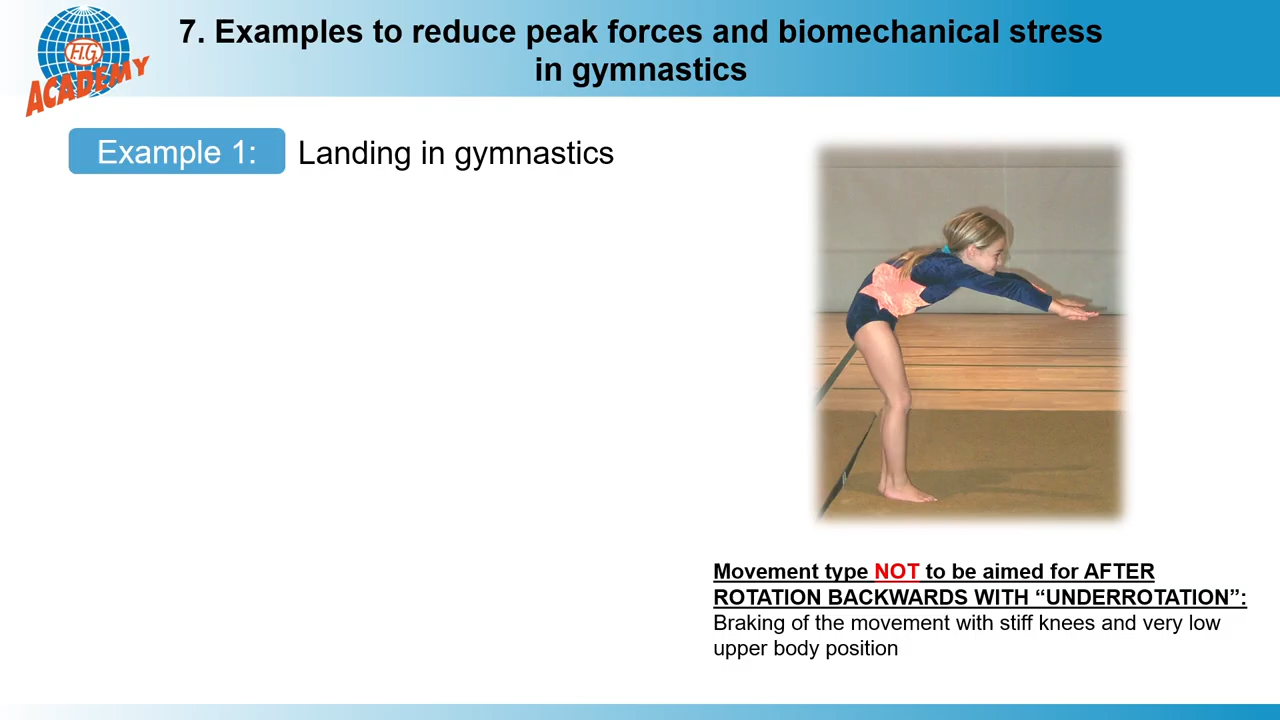 7. Examples to reduce peak forces and biomechanical stress
in gymnastics
F.I.G.
ACADEMY
Example 1:
Landing in gymnastics
Movement type NOT to be aimed for AFTER
ROTATION BACKWARDS WITH “UNDERROTATION”:
Braking of the movement with stiff knees and very low
upper body position